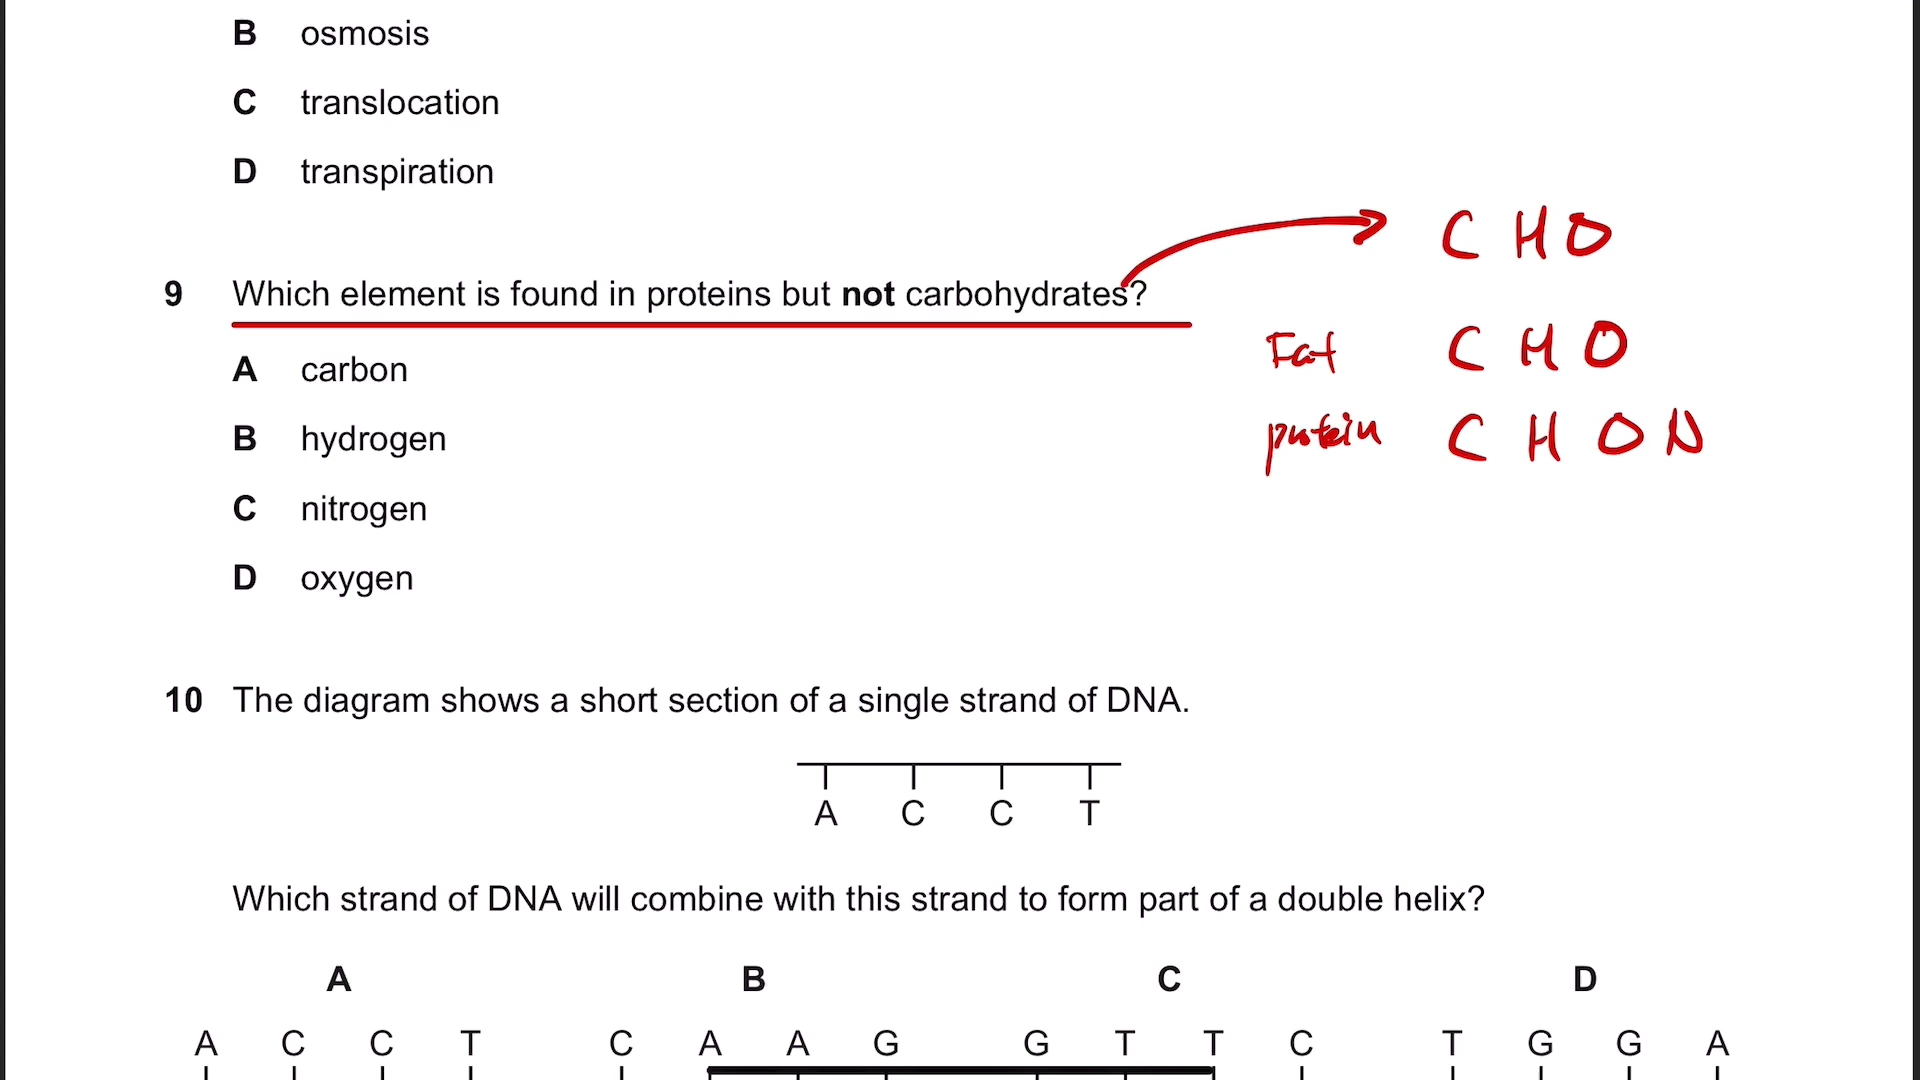 B osmosis
C translocation
D transpiration
C H O
9 Which element is found in proteins but not carbohydrates?
Fat C H O
A carbon
protein C H O N
B hydrogen
C nitrogen
D oxygen
10 The diagram shows a short section of a single strand of DNA.
A C C T
Which strand of DNA will combine with this strand to form part of a double helix?
A B C D
A C C T C A A G G T T C T G G A